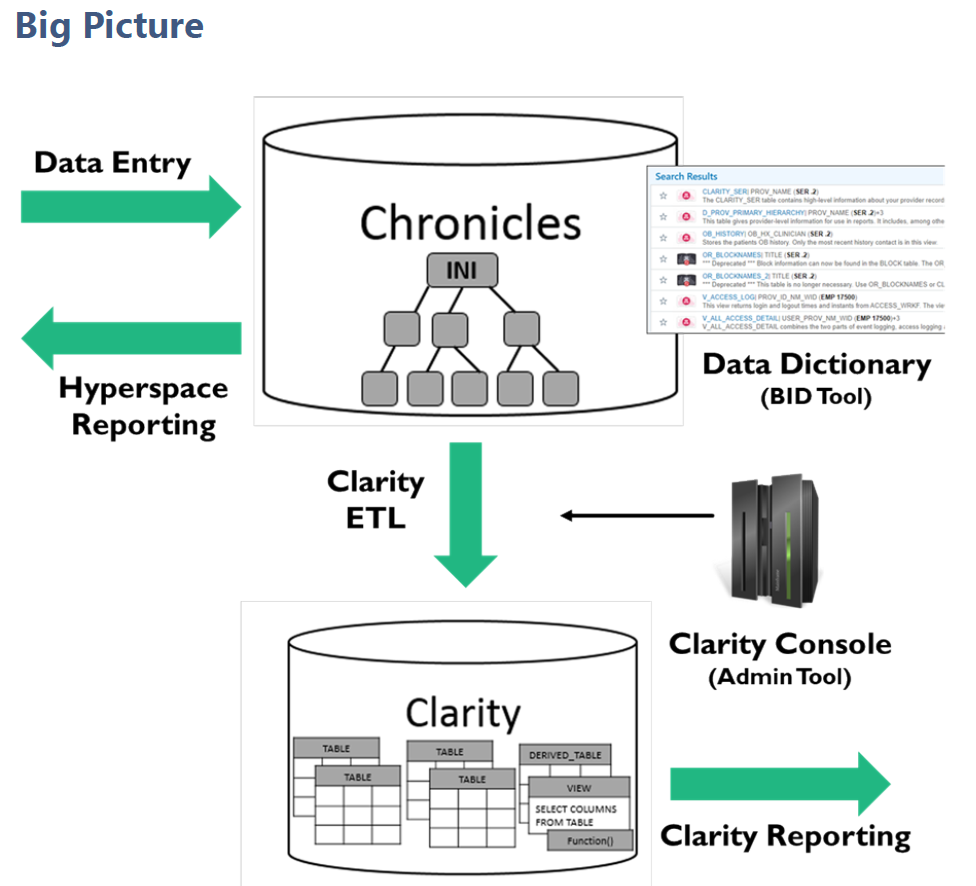 Big Picture
Data Entry
Chronicles
INI
Hyperspace
Reporting
Search Results
CLARITY_SER| PROV_NAME (SER .2)
The CLARITY_SER table contains high-level information about your provider record
D_PROV_PRIMARY_HIERARCHY| PROV_NAME (SER .2)+3
This table gives provider-level information for use in reports. It includes, among othe
OB_HISTORY| OB_HX_CLINICIAN (SER .2)
Stores the patients OB history. Only the most recent history contact is in this view.
OR_BLOCKNAMES| TITLE (SER .2)
*** Deprecated *** Block information can now be found in the BLOCK table. The OR_
OR_BLOCKNAMES_2| TITLE (SER .2)
*** Deprecated *** This table is no longer necessary. Use OR_BLOCKNAMES or CL
V_ACCESS_LOG| PROV_ID_NM_WID (EMP 17500)
This view returns login and logout times and instants from ACCESS_WRKF. The vie
V_ALL_ACCESS_DETAIL| USER_PROV_NM_WID (EMP 17500)+3
V_ALL_ACCESS_DETAIL combines the two parts of event logging, access logging
Data Dictionary
(BID Tool)
Clarity
ETL
Clarity Console
(Admin Tool)
Clarity
TABLE
TABLE
TABLE
TABLE
DERIVED_TABLE
VIEW
SELECT COLUMNS
FROM TABLE
Function()
Clarity Reporting